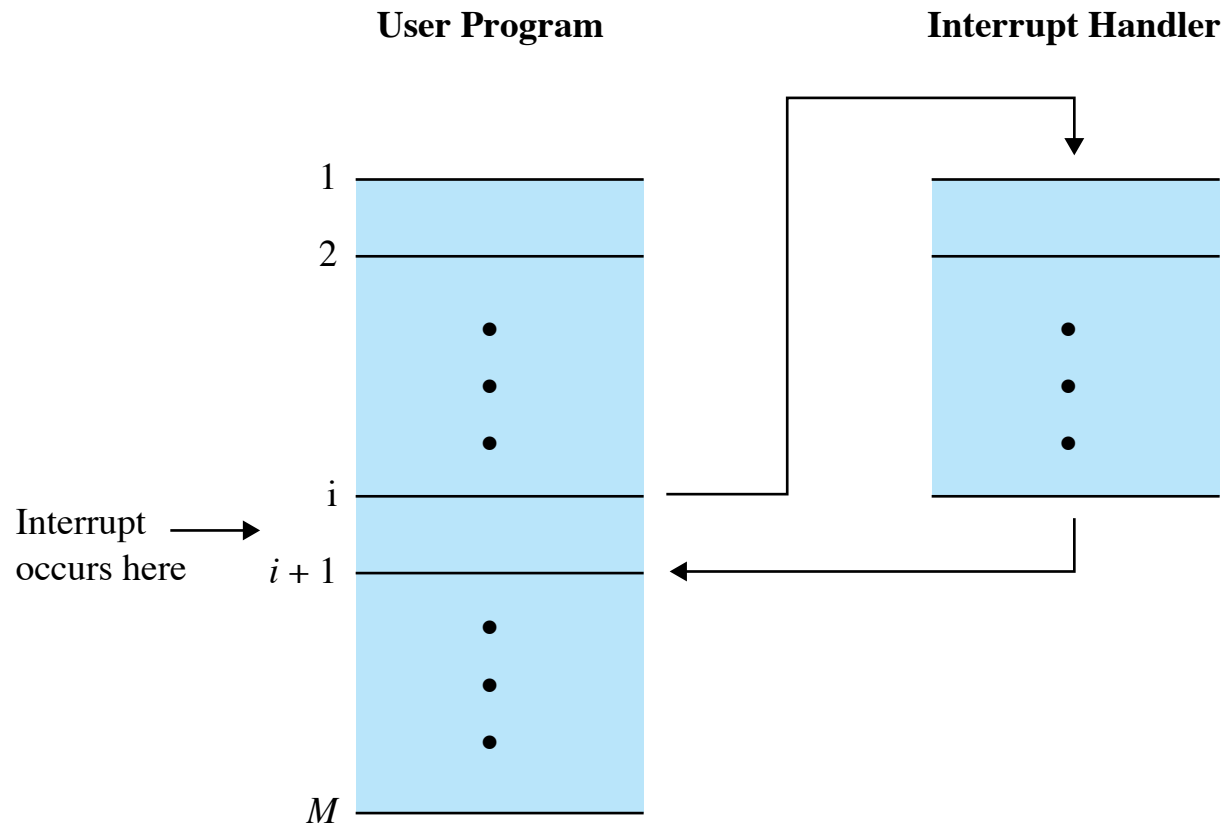 User Program
Interrupt Handler
1
2
i
Interrupt
occurs here
i + 1
M